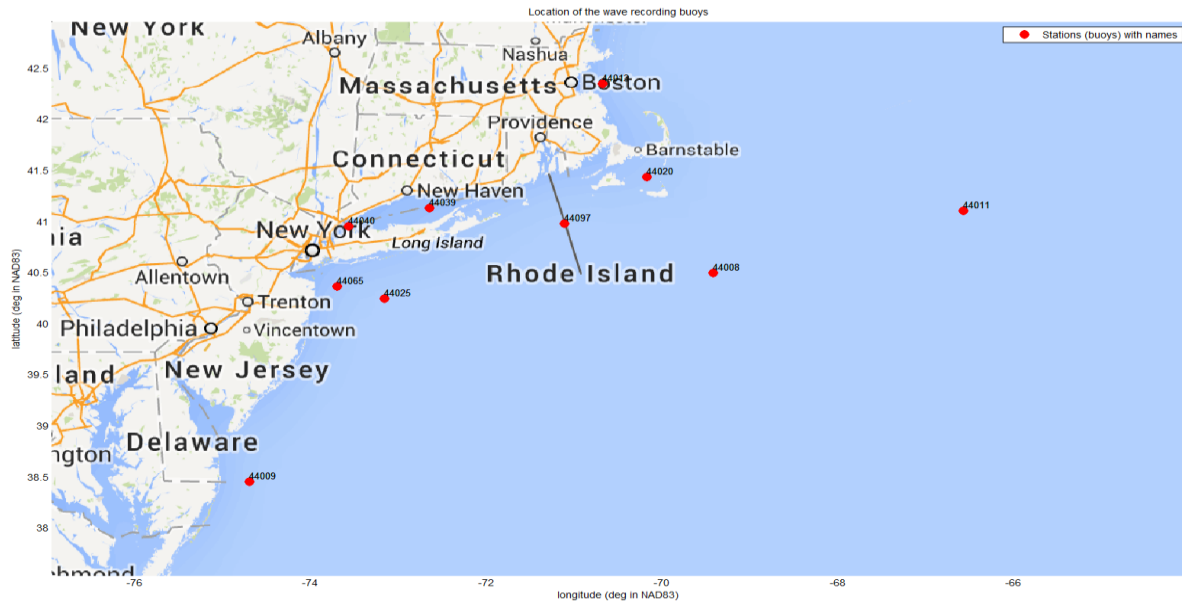 Location of the wave recording buoys
Stations (buoys) with names
New York
Albany
Nashua
42.5
Massachusetts
Boston
42
Providence
Connecticut
Barnstable
41.5
44020
New Haven
44039
44011
41
44040
44097
New York
Long Island
40.5
Allentown
Rhode Island
44008
44065
44025
Trenton
40
Philadelphia
Vincentown
39.5
land
New Jersey
39
Delaware
ngton
38.5
44009
38
-76
-74
-72
-70
-68
-66
latitude (deg in NAD83)
longitude (deg in NAD83)